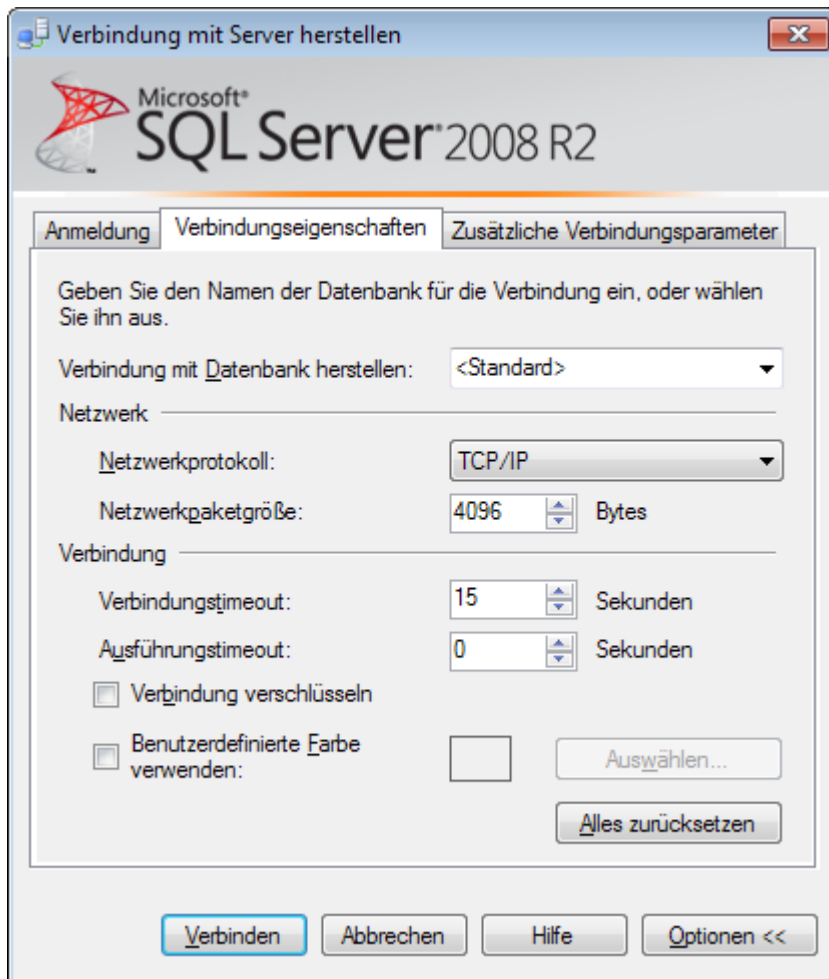 Verbindung mit Server herstellen
Microsoft®
SQL Server® 2008 R2
Anmeldung Verbindungseigenschaften Zusätzliche Verbindungsparameter
Geben Sie den Namen der Datenbank für die Verbindung ein, oder wählen
Sie ihn aus.
Verbindung mit Datenbank herstellen: <Standard>
Netzwerk
Netzwerkprotokoll: TCP/IP
Netzwerkpaketgröße: 4096 Bytes
Verbindung
Verbindungstimeout: 15 Sekunden
Ausführungstimeout: 0 Sekunden
Verbindung verschlüsseln
Benutzerdefinierte Farbe
verwenden:
Auswählen...
Alles zurücksetzen
Verbinden Abbrechen Hilfe Optionen <<